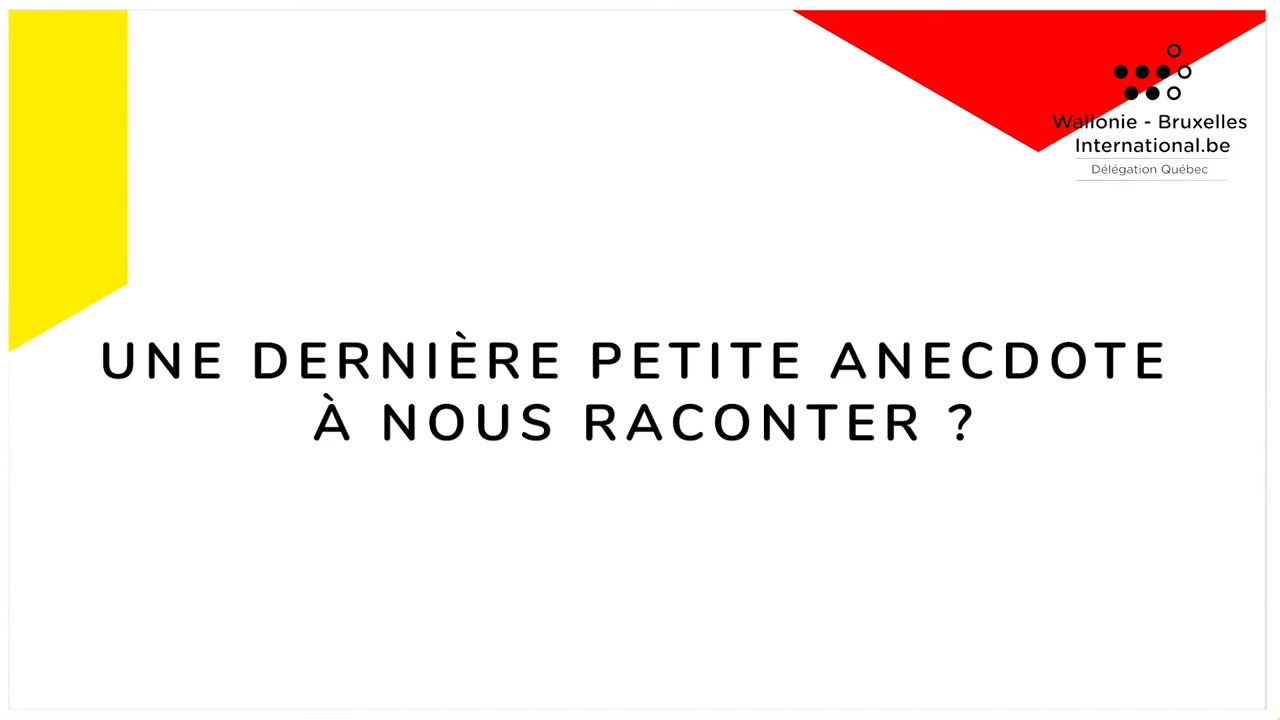 Wallonie - Bruxelles
International.be
Délégation Québec
UNE DERNIÈRE PETITE ANECDOTE
À NOUS RACONTER ?